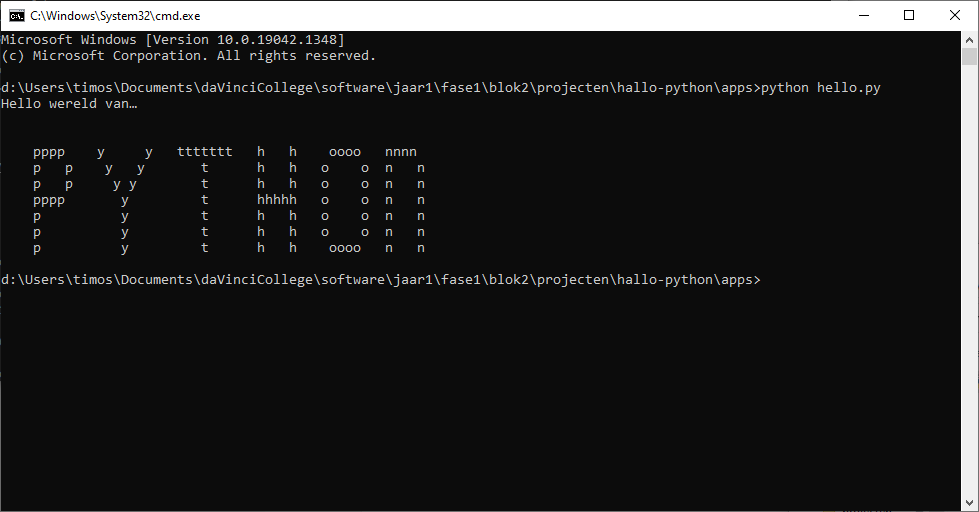 C:\Windows\System32\cmd.exe
Microsoft Windows [Version 10.0.19042.1348]
(c) Microsoft Corporation. All rights reserved.
d:\Users\timos\Documents\daVinciCollege\software\jaar1\fase1\blok2\projecten\hallo-python\apps>python hello.py
Hello wereld van…
    pppp    y     y   ttttttt   h   h    oooo   nnnn
    p   p    y   y       t      h   h   o    o  n   n
    p   p     y y        t      h   h   o    o  n   n
    pppp       y         t      hhhhh   o    o  n   n
    p          y         t      h   h   o    o  n   n
    p          y         t      h   h   o    o  n   n
    p          y         t      h   h    oooo   n   n
d:\Users\timos\Documents\daVinciCollege\software\jaar1\fase1\blok2\projecten\hallo-python\apps>